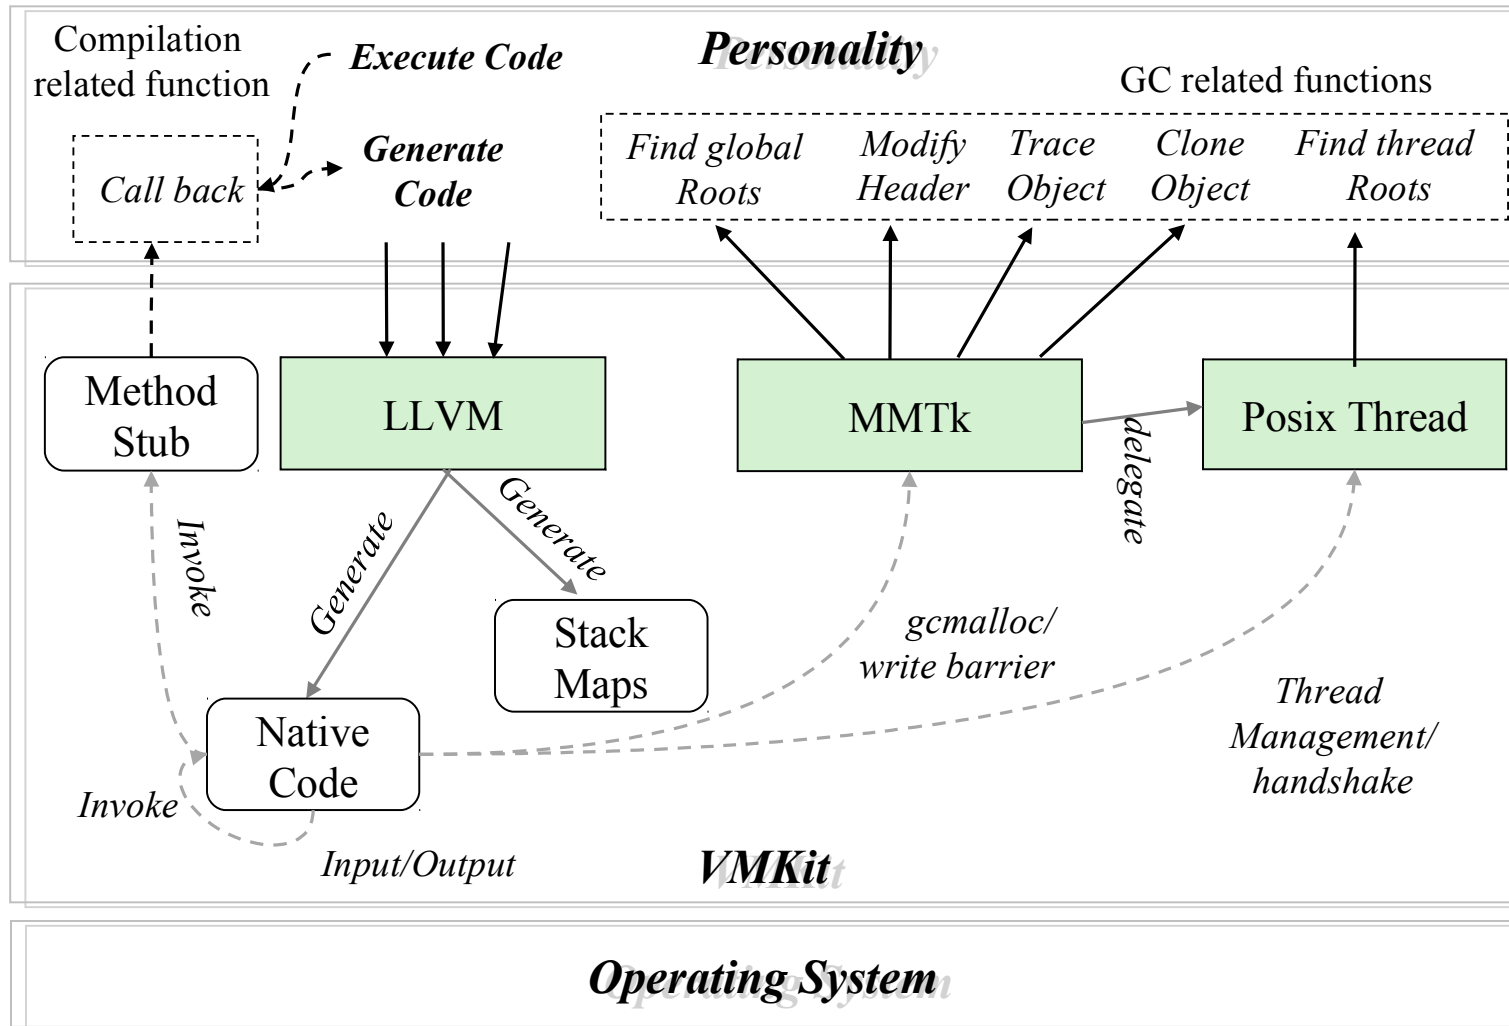 Personality
Compilation
related function
Execute Code
GC related functions
Call back
Generate
Code
Find global
Roots
Modify
Header
Trace
Object
Clone
Object
Find thread
Roots
Method
Stub
LLVM
MMTk
delegate
Posix Thread
Invoke
Generate
Generate
Stack
Maps
gcmalloc/
write barrier
Thread
Management/
handshake
Native
Code
Invoke
Input/Output
VMKit
Operating System